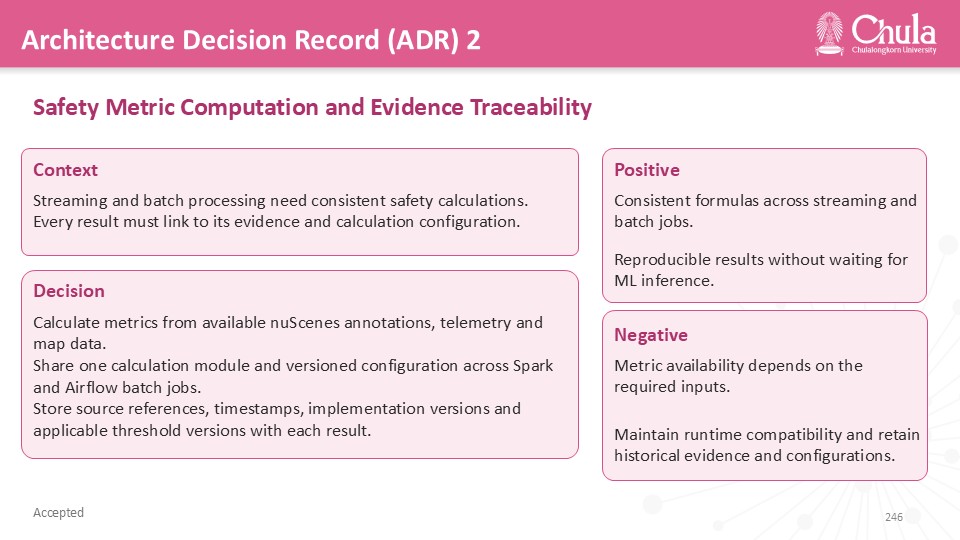 Architecture Decision Record (ADR) 2
Chula
Chulalongkorn University
Safety Metric Computation and Evidence Traceability
Context
Streaming and batch processing need consistent safety calculations.
Every result must link to its evidence and calculation configuration.
Decision
Calculate metrics from available nuScenes annotations, telemetry and
map data.
Share one calculation module and versioned configuration across Spark
and Airflow batch jobs.
Store source references, timestamps, implementation versions and
applicable threshold versions with each result.
Positive
Consistent formulas across streaming and
batch jobs.
Reproducible results without waiting for
ML inference.
Negative
Metric availability depends on the
required inputs.
Maintain runtime compatibility and retain
historical evidence and configurations.
Accepted
246